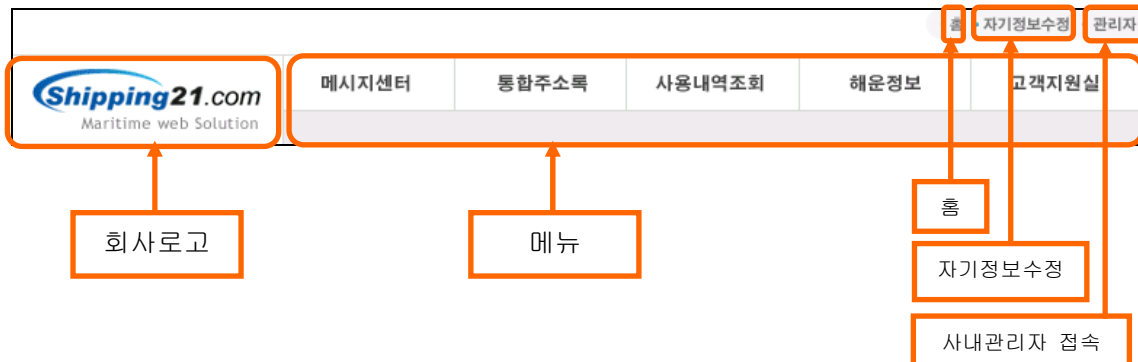 홈 자기정보수정 관리자
Shipping21.com
Maritime web Solution
메시지센터 통합주소록 사용내역조회 해운정보 고객지원실
회사로고
메뉴
홈
자기정보수정
사내관리자 접속